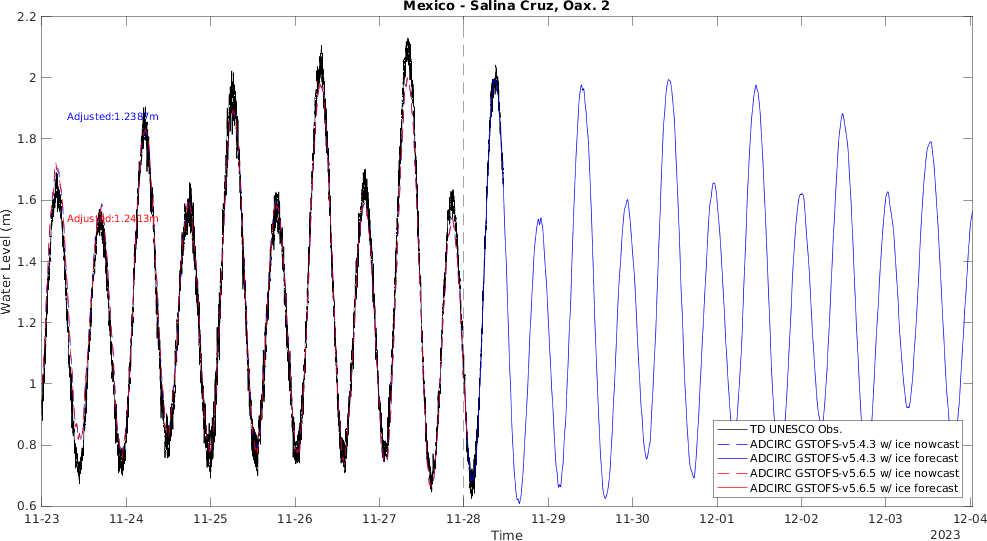 Mexico - Salina Cruz, Oax. 2
Water Level (m)
2.2
2
1.8
1.6
1.4
1.2
1
0.8
0.6
Adjusted:1.2387m
Adjusted:1.2413m
TD UNESCO Obs.
ADCIRC GSTOFS-v5.4.3 w/ ice nowcast
ADCIRC GSTOFS-v5.4.3 w/ ice forecast
ADCIRC GSTOFS-v5.6.5 w/ ice nowcast
ADCIRC GSTOFS-v5.6.5 w/ ice forecast
11-23 11-24 11-25 11-26 11-27 11-28 11-29 11-30 12-01 12-02 12-03 12-04
Time
2023